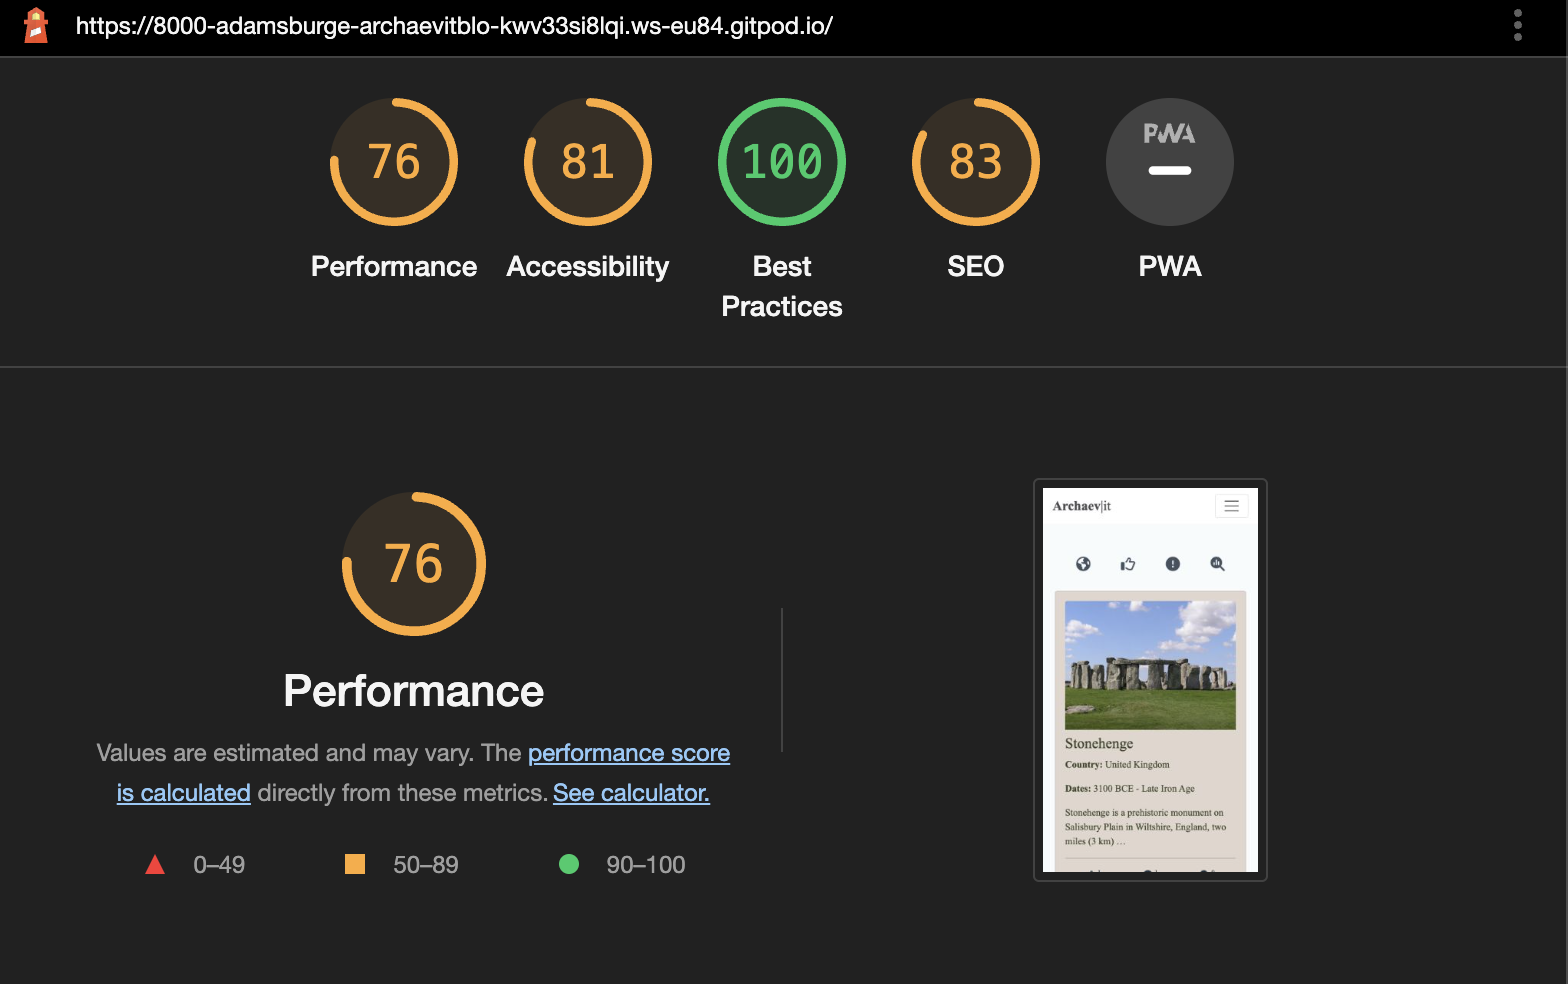 https://8000-adamsburge-archaevitblo-kwv33si8lqi.ws-eu84.gitpod.io/
76
81
100
83
PWA
Performance
Accessibility
Best
Practices
SEO
PWA
76
Performance
Values are estimated and may vary. The performance score
is calculated directly from these metrics. See calculator.
0–49
50–89
90–100
Archaev|it
Stonehenge
Country: United Kingdom
Dates: 3100 BCE - Late Iron Age
Stonehenge is a prehistoric monument on
Salisbury Plain in Wiltshire, England, two
miles (3 km) …